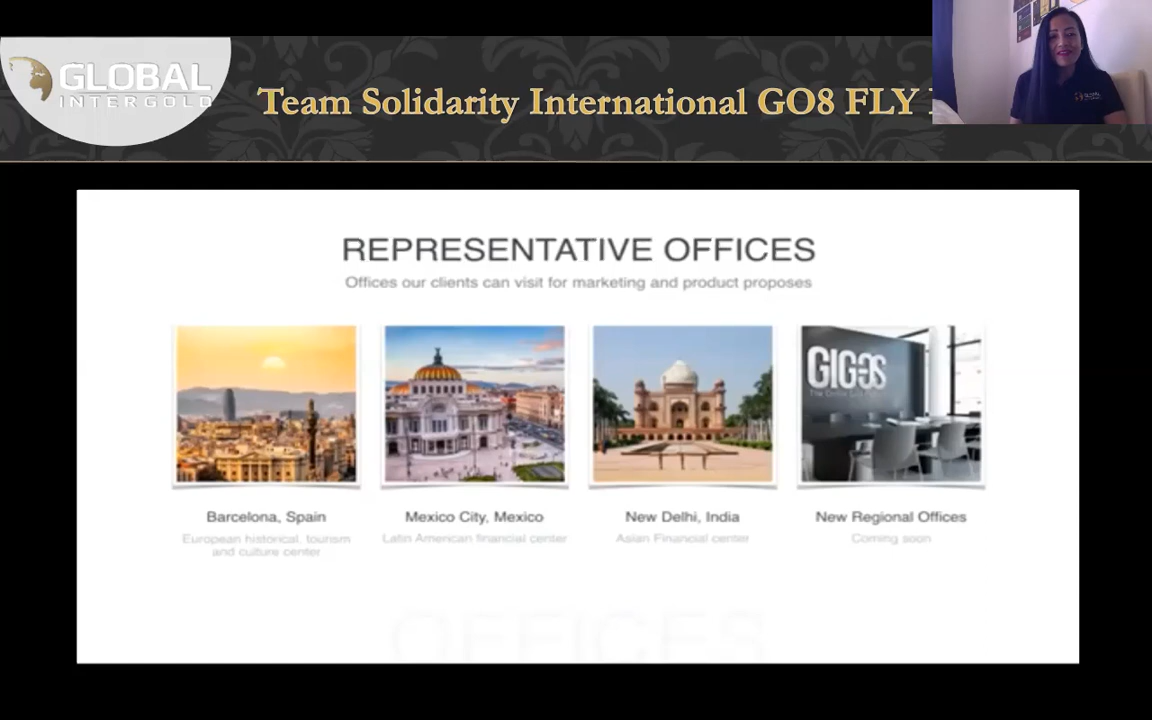 GLOBAL
INTERGOLD
Team Solidarity International GO8 FLY
REPRESENTATIVE OFFICES
Offices our clients can visit for marketing and product proposes
GIGOS
Barcelona, Spain
European historical, tourism
and culture center
Mexico City, Mexico
Latin American financial center
New Delhi, India
Asian Financial center
New Regional Offices
Coming soon
OFFICES